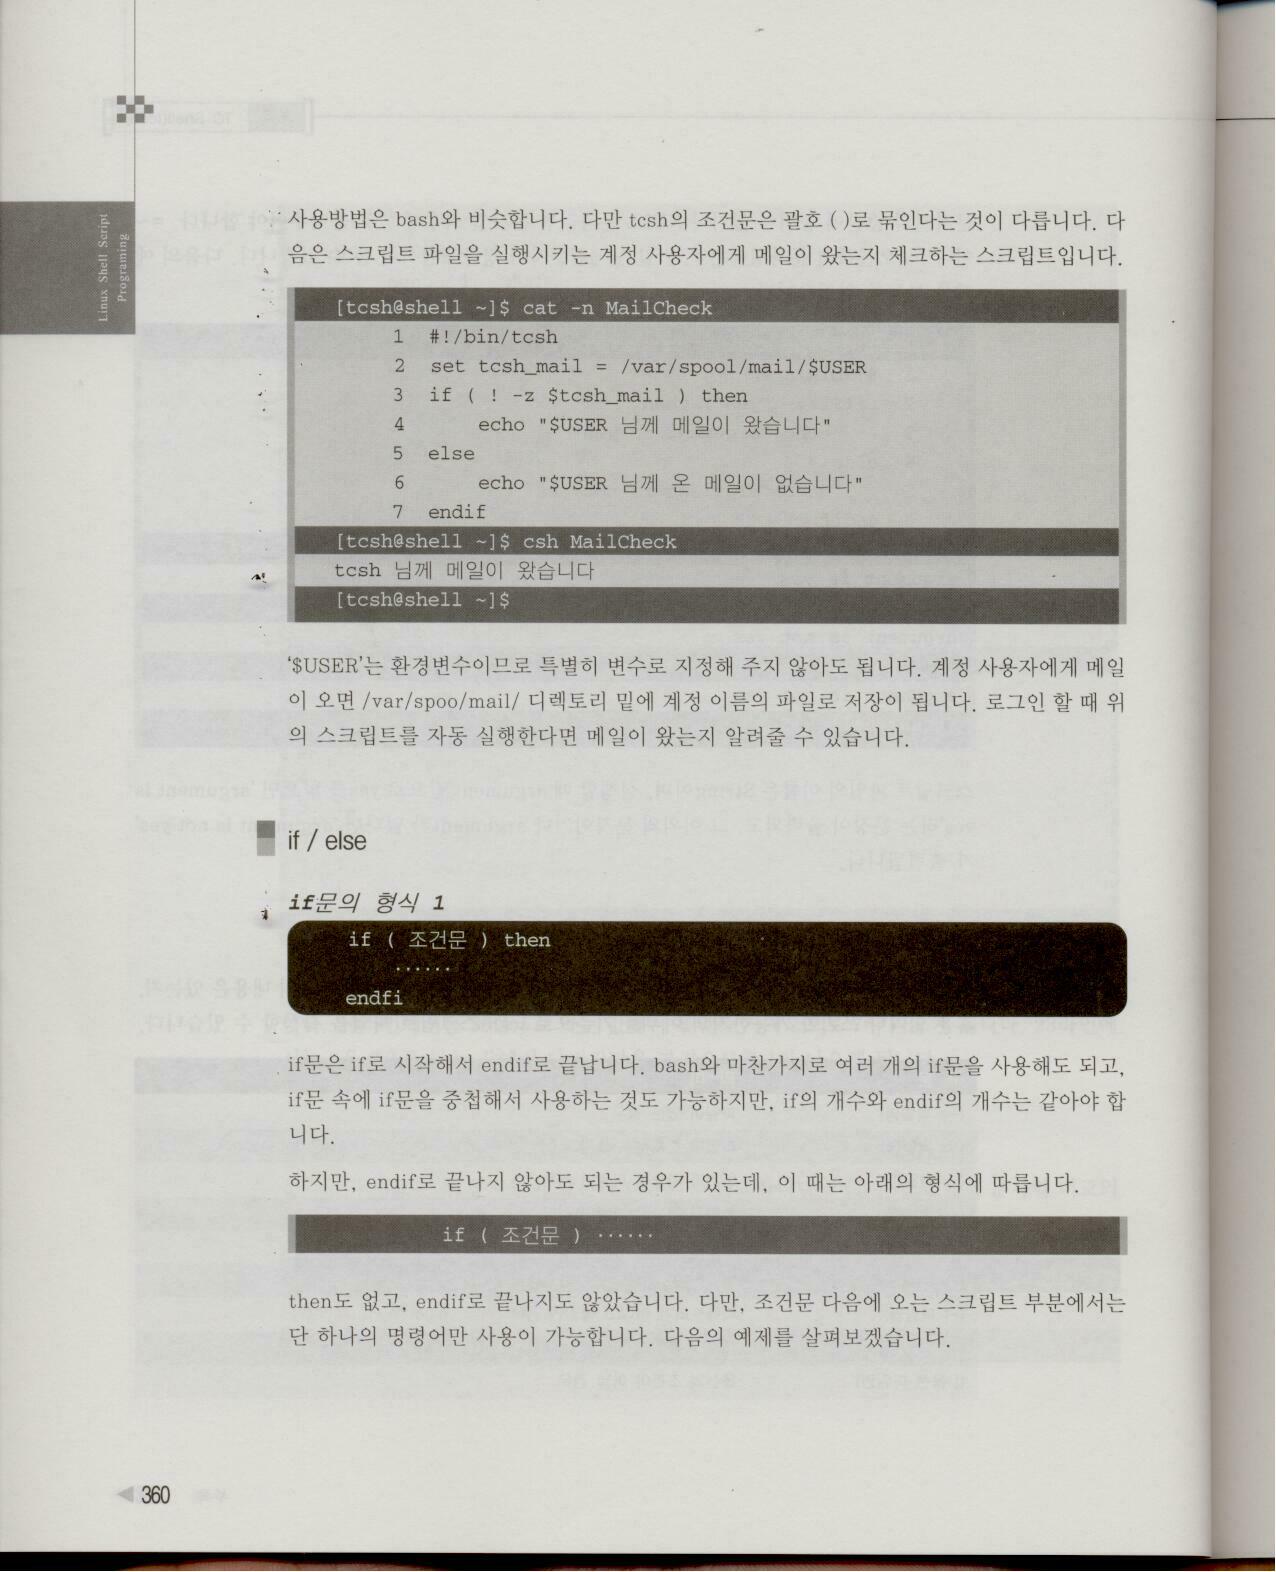 Linux Shell Script
Programing
사용방법은 bash와 비슷합니다. 다만 tcsh의 조건문은 괄호 ( )로 묶인다는 것이 다릅니다. 다
음은 스크립트 파일을 실행시키는 계정 사용자에게 메일이 왔는지 체크하는 스크립트입니다.
[tcsh@shell ~]$ cat -n MailCheck
1 #!/bin/tcsh
2 set tcsh_mail = /var/spool/mail/$USER
3 if ( ! -z $tcsh_mail ) then
4 echo "$USER 님께 메일이 왔습니다"
5 else
6 echo "$USER 님께 온 메일이 없습니다"
7 endif
[tcsh@shell ~]$ csh MailCheck
tcsh 님께 메일이 왔습니다
[tcsh@shell ~]$
‘$USER’는 환경변수이므로 특별히 변수로 지정해 주지 않아도 됩니다. 계정 사용자에게 메일
이 오면 /var/spoo/mail/ 디렉토리 밑에 계정 이름의 파일로 저장이 됩니다. 로그인 할 때 위
의 스크립트를 자동 실행한다면 메일이 왔는지 알려줄 수 있습니다.
if / else
if문의 형식 1
if ( 조건문 ) then
······
endfi
if문은 if로 시작해서 endif로 끝납니다. bash와 마찬가지로 여러 개의 if문을 사용해도 되고,
if문 속에 if문을 중첩해서 사용하는 것도 가능하지만, if의 개수와 endif의 개수는 같아야 합
니다.
하지만, endif로 끝나지 않아도 되는 경우가 있는데, 이 때는 아래의 형식에 따릅니다.
if ( 조건문 ) ······
then도 없고, endif로 끝나지도 않았습니다. 다만, 조건문 다음에 오는 스크립트 부분에서는
단 하나의 명령어만 사용이 가능합니다. 다음의 예제를 살펴보겠습니다.
360